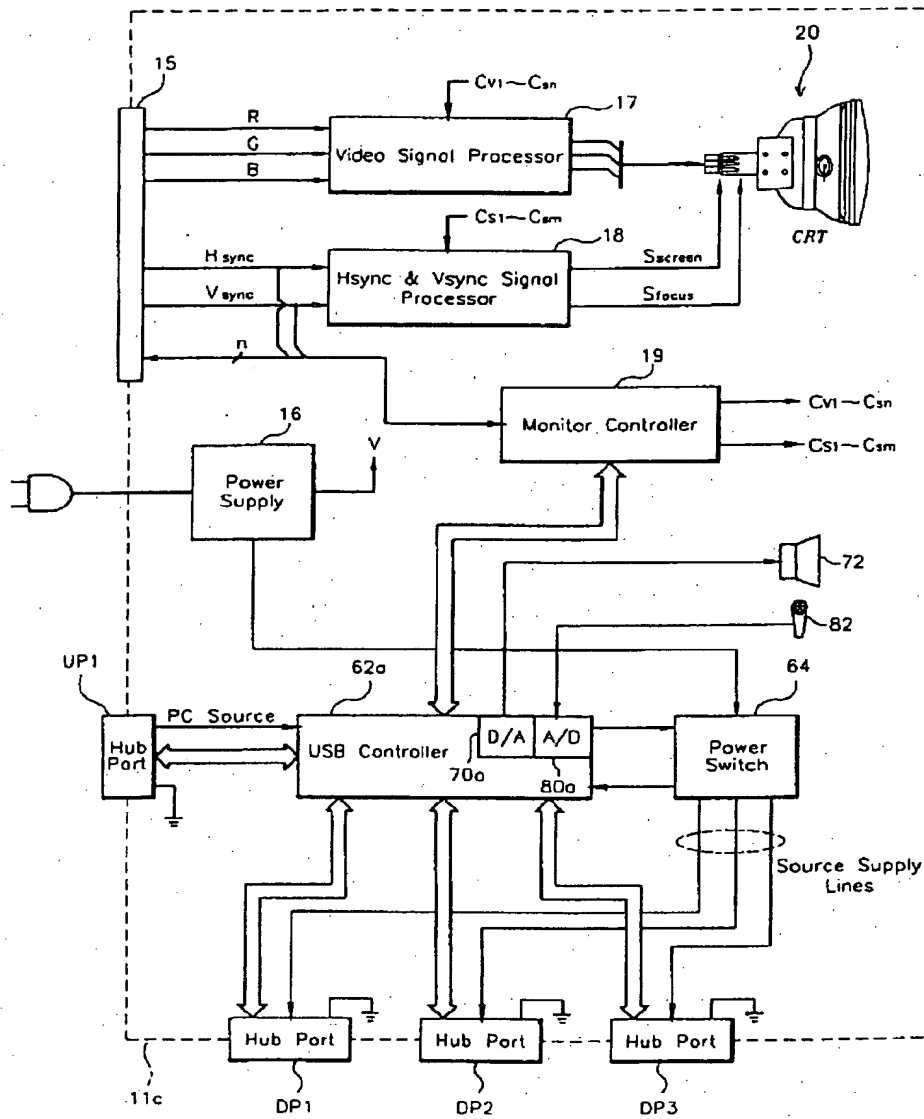 20
15
Cv1~Csn
17
R
G
B
Video Signal Processor
CRT
Cs1~Csm
18
Hsync
Vsync
Hsync & Vsync Signal
Processor
Sscreen
Sfocus
n
19
Monitor Controller
Cv1~Csn
Cs1~Csm
16
Power
Supply
V
72
82
UP1
62a
64
PC Source
Hub
Port
USB Controller
D/A
A/D
70a
80a
Power
Switch
Source Supply
Lines
Hub Port
Hub Port
Hub Port
11c
DP1
DP2
DP3